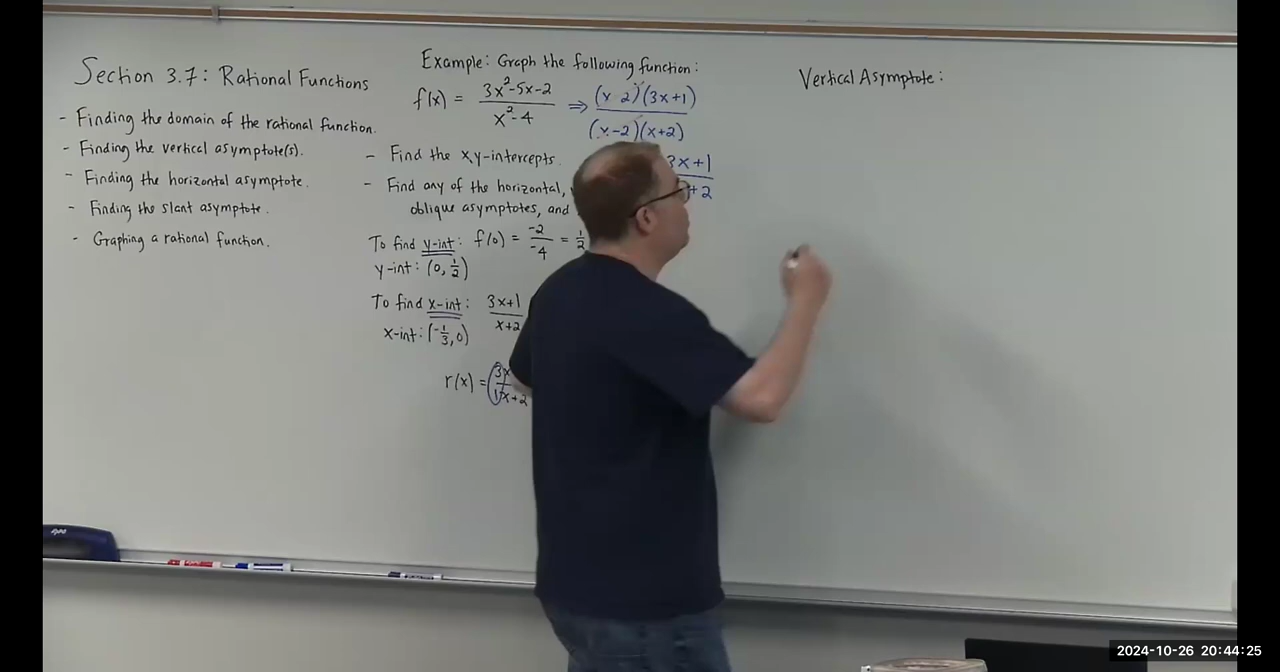 Section 3.7: Rational Functions
- Finding the domain of the rational function.
- Finding the vertical asymptote(s).
- Finding the horizontal asymptote.
- Finding the slant asymptote.
- Graphing a rational function.
Example: Graph the following function:
f(x) = (3x²-5x-2)/(x²-4) ⇒ (x 2)(3x+1)/(x-2)(x+2)
3x+1
+2
- Find the x,y-intercepts.
- Find any of the horizontal,
oblique asymptotes, and
To find y-int: f(0) = -2/-4 = 1/2
y-int: (0, 1/2)
To find x-int: 3x+1/x+2
x-int: (-1/3, 0)
r(x) = 3x/1x+2
Vertical Asymptote:
2024-10-26 20:44:25